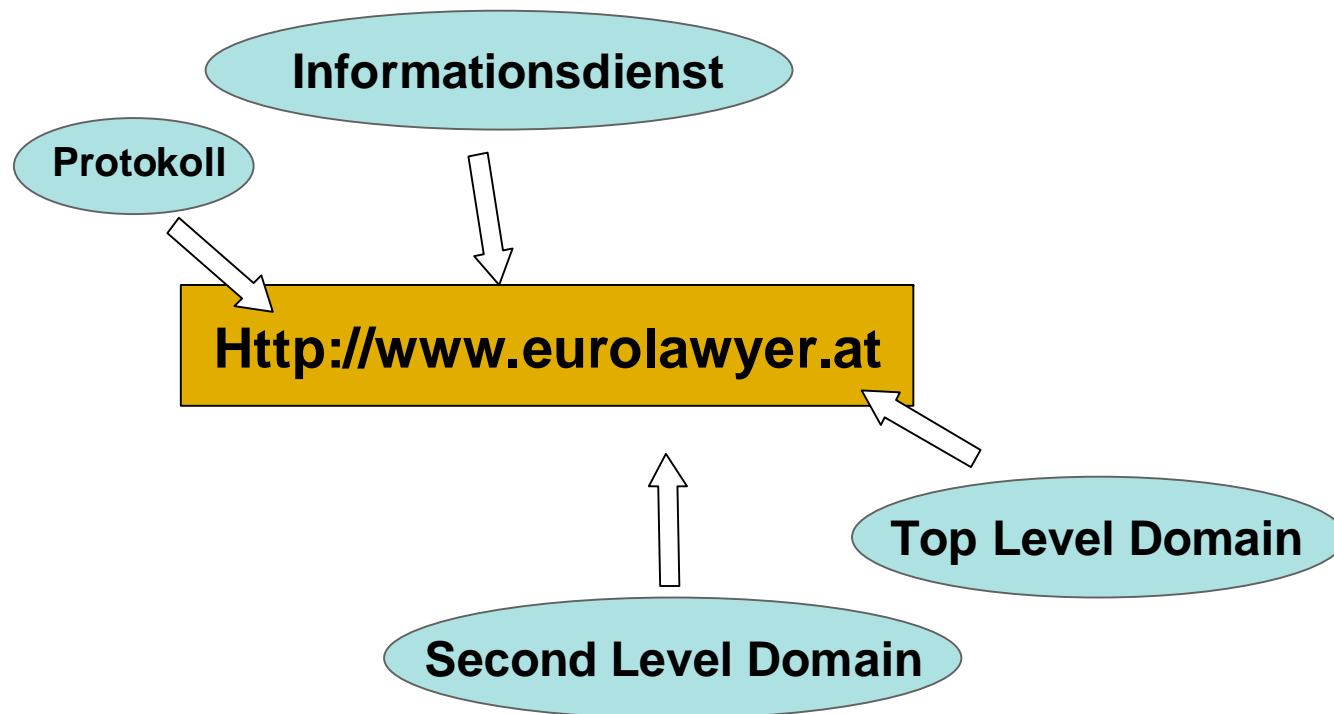 Informationsdienst
Protokoll
Http://www.eurolawyer.at
Top Level Domain
Second Level Domain